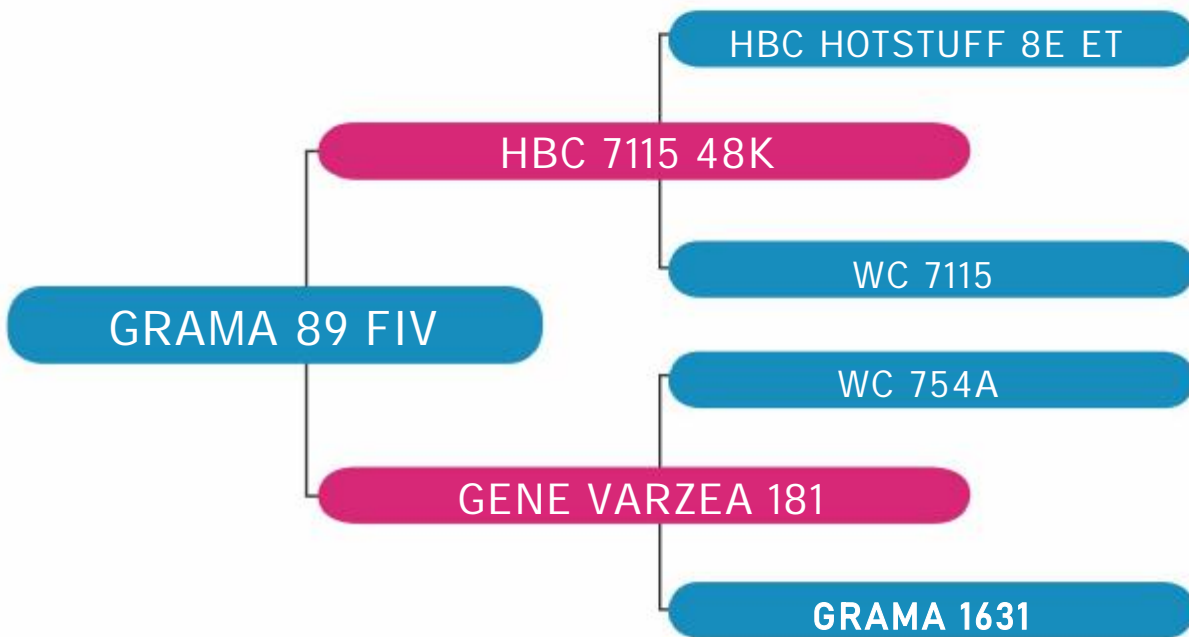 HBC HOTSTUFF 8E ET
HBC 7115 48K
WC 7115
GRAMA 89 FIV
WC 754A
GENE VARZEA 181
GRAMA 1631